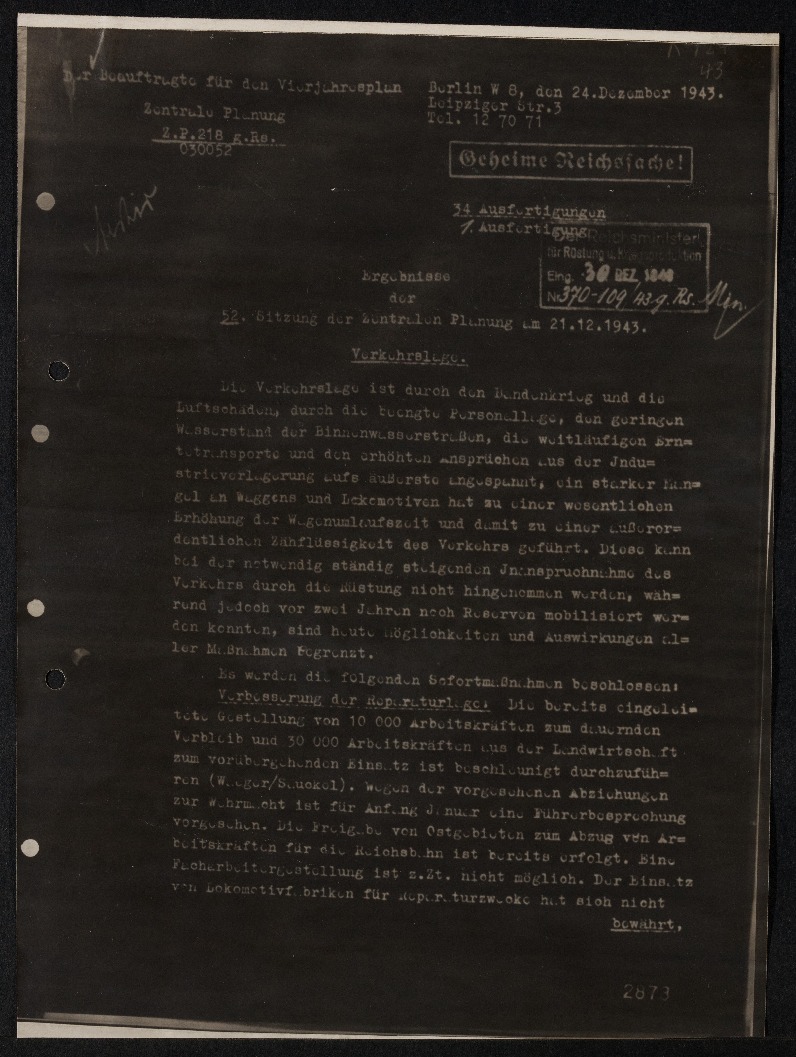 43
Der Beauftragte für den Vierjahresplan
Zentrale Planung
Z.P.218 g.Rs.
030052
Berlin W 8, den 24.Dezember 1943.
Leipziger Str.3
Tel. 12 70 71
Geheime Reichssache!
34 Ausfertigungen
1. Ausfertigung
Der Reichsminister
für Rüstung u. Kriegsproduktion
Eing. 30 DEZ. 1943
Nr. 370-109/43 g. Rs.
Ergebnisse
der
52. Sitzung der Zentralen Planung am 21.12.1943.
Verkehrslage.
Die Verkehrslage ist durch den Bandenkrieg und die
Luftschäden, durch die beengte Personallage, den geringen
Wasserstand der Binnenwasserstraßen, die weitläufigen Ern=
tetransporte und den erhöhten Ansprüchen aus der Jndu=
strieverlagerung aufs äußerste angespannt, ein starker Man=
gel an Waggons und Lokomotiven hat zu einer wesentlichen
Erhöhung der Wagenumlaufszeit und damit zu einer außeror=
dentlichen Zähflüssigkeit des Verkehrs geführt. Diese kann
bei der notwendig ständig steigenden Jnanspruchnahme des
Verkehrs durch die Rüstung nicht hingenommen werden, wäh=
rend jedoch vor zwei Jahren noch Reserven mobilisiert wer=
den konnten, sind heute Möglichkeiten und Auswirkungen al=
ler Maßnahmen begrenzt.
Es werden die folgenden Sofortmaßnahmen beschlossen:
Verbesserung der Reparaturlage: Die bereits eingelei=
tete Gestellung von 10 000 Arbeitskräften zum dauernden
Verbleib und 30 000 Arbeitskräften aus der Landwirtschaft
zum vorübergehenden Einsatz ist beschleunigt durchzufüh=
ren (Waeger/Sauckel). Wegen der vorgesehenen Abziehungen
zur Wehrmacht ist für Anfang Januar eine Führerbesprechung
vorgesehen. Die Freigabe von Ostgebieten zum Abzug von Ar=
beitskräften für die Reichsbahn ist bereits erfolgt. Eine
Facharbeitergestellung ist z.Zt. nicht möglich. Der Einsatz
von Lokomotivfabriken für Reparaturzwecke hat sich nicht
bewährt,
2873